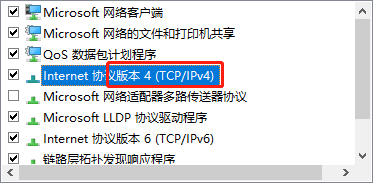 Microsoft 网络客户端
Microsoft 网络的文件和打印机共享
QoS 数据包计划程序
Internet 协议版本 4 (TCP/IPv4)
Microsoft 网络适配器多路传送器协议
Microsoft LLDP 协议驱动程序
Internet 协议版本 6 (TCP/IPv6)
链路层拓扑发现响应程序